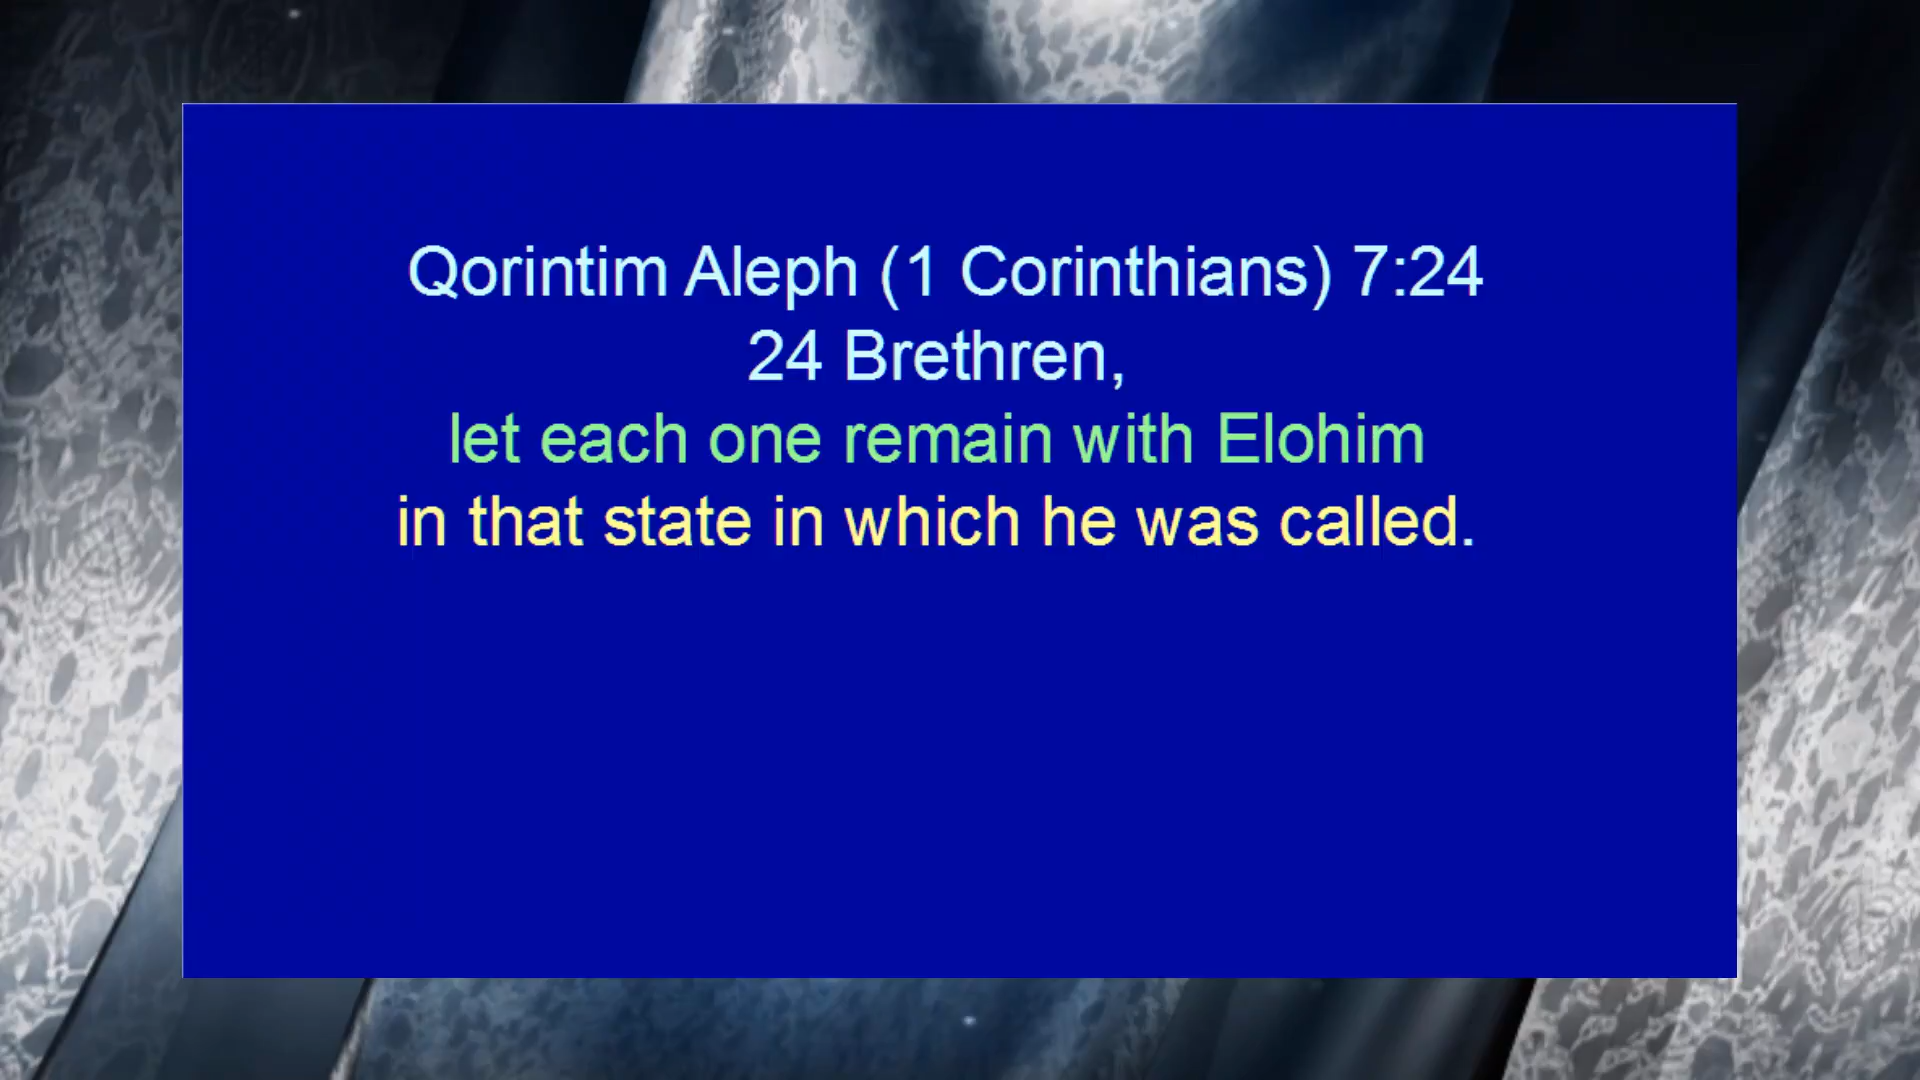 Qorintim Aleph (1 Corinthians) 7:24
24 Brethren,
let each one remain with Elohim
in that state in which he was called.